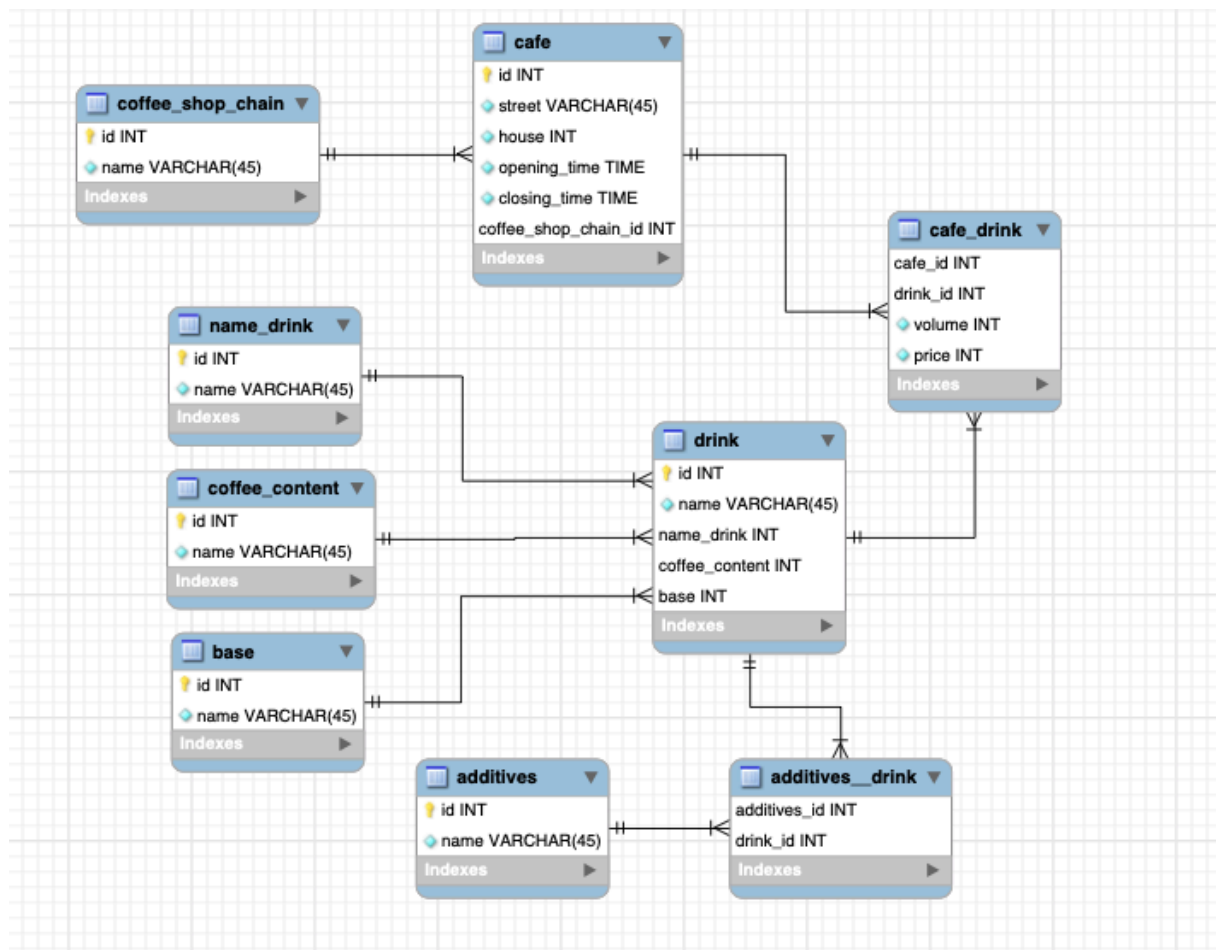 cafe
id INT
street VARCHAR(45)
house INT
opening_time TIME
closing_time TIME
coffee_shop_chain_id INT
Indexes
coffee_shop_chain
id INT
name VARCHAR(45)
Indexes
cafe_drink
cafe_id INT
drink_id INT
volume INT
price INT
Indexes
name_drink
id INT
name VARCHAR(45)
Indexes
drink
id INT
name VARCHAR(45)
name_drink INT
coffee_content INT
base INT
Indexes
coffee_content
id INT
name VARCHAR(45)
Indexes
base
id INT
name VARCHAR(45)
Indexes
additives
id INT
name VARCHAR(45)
Indexes
additives__drink
additives_id INT
drink_id INT
Indexes